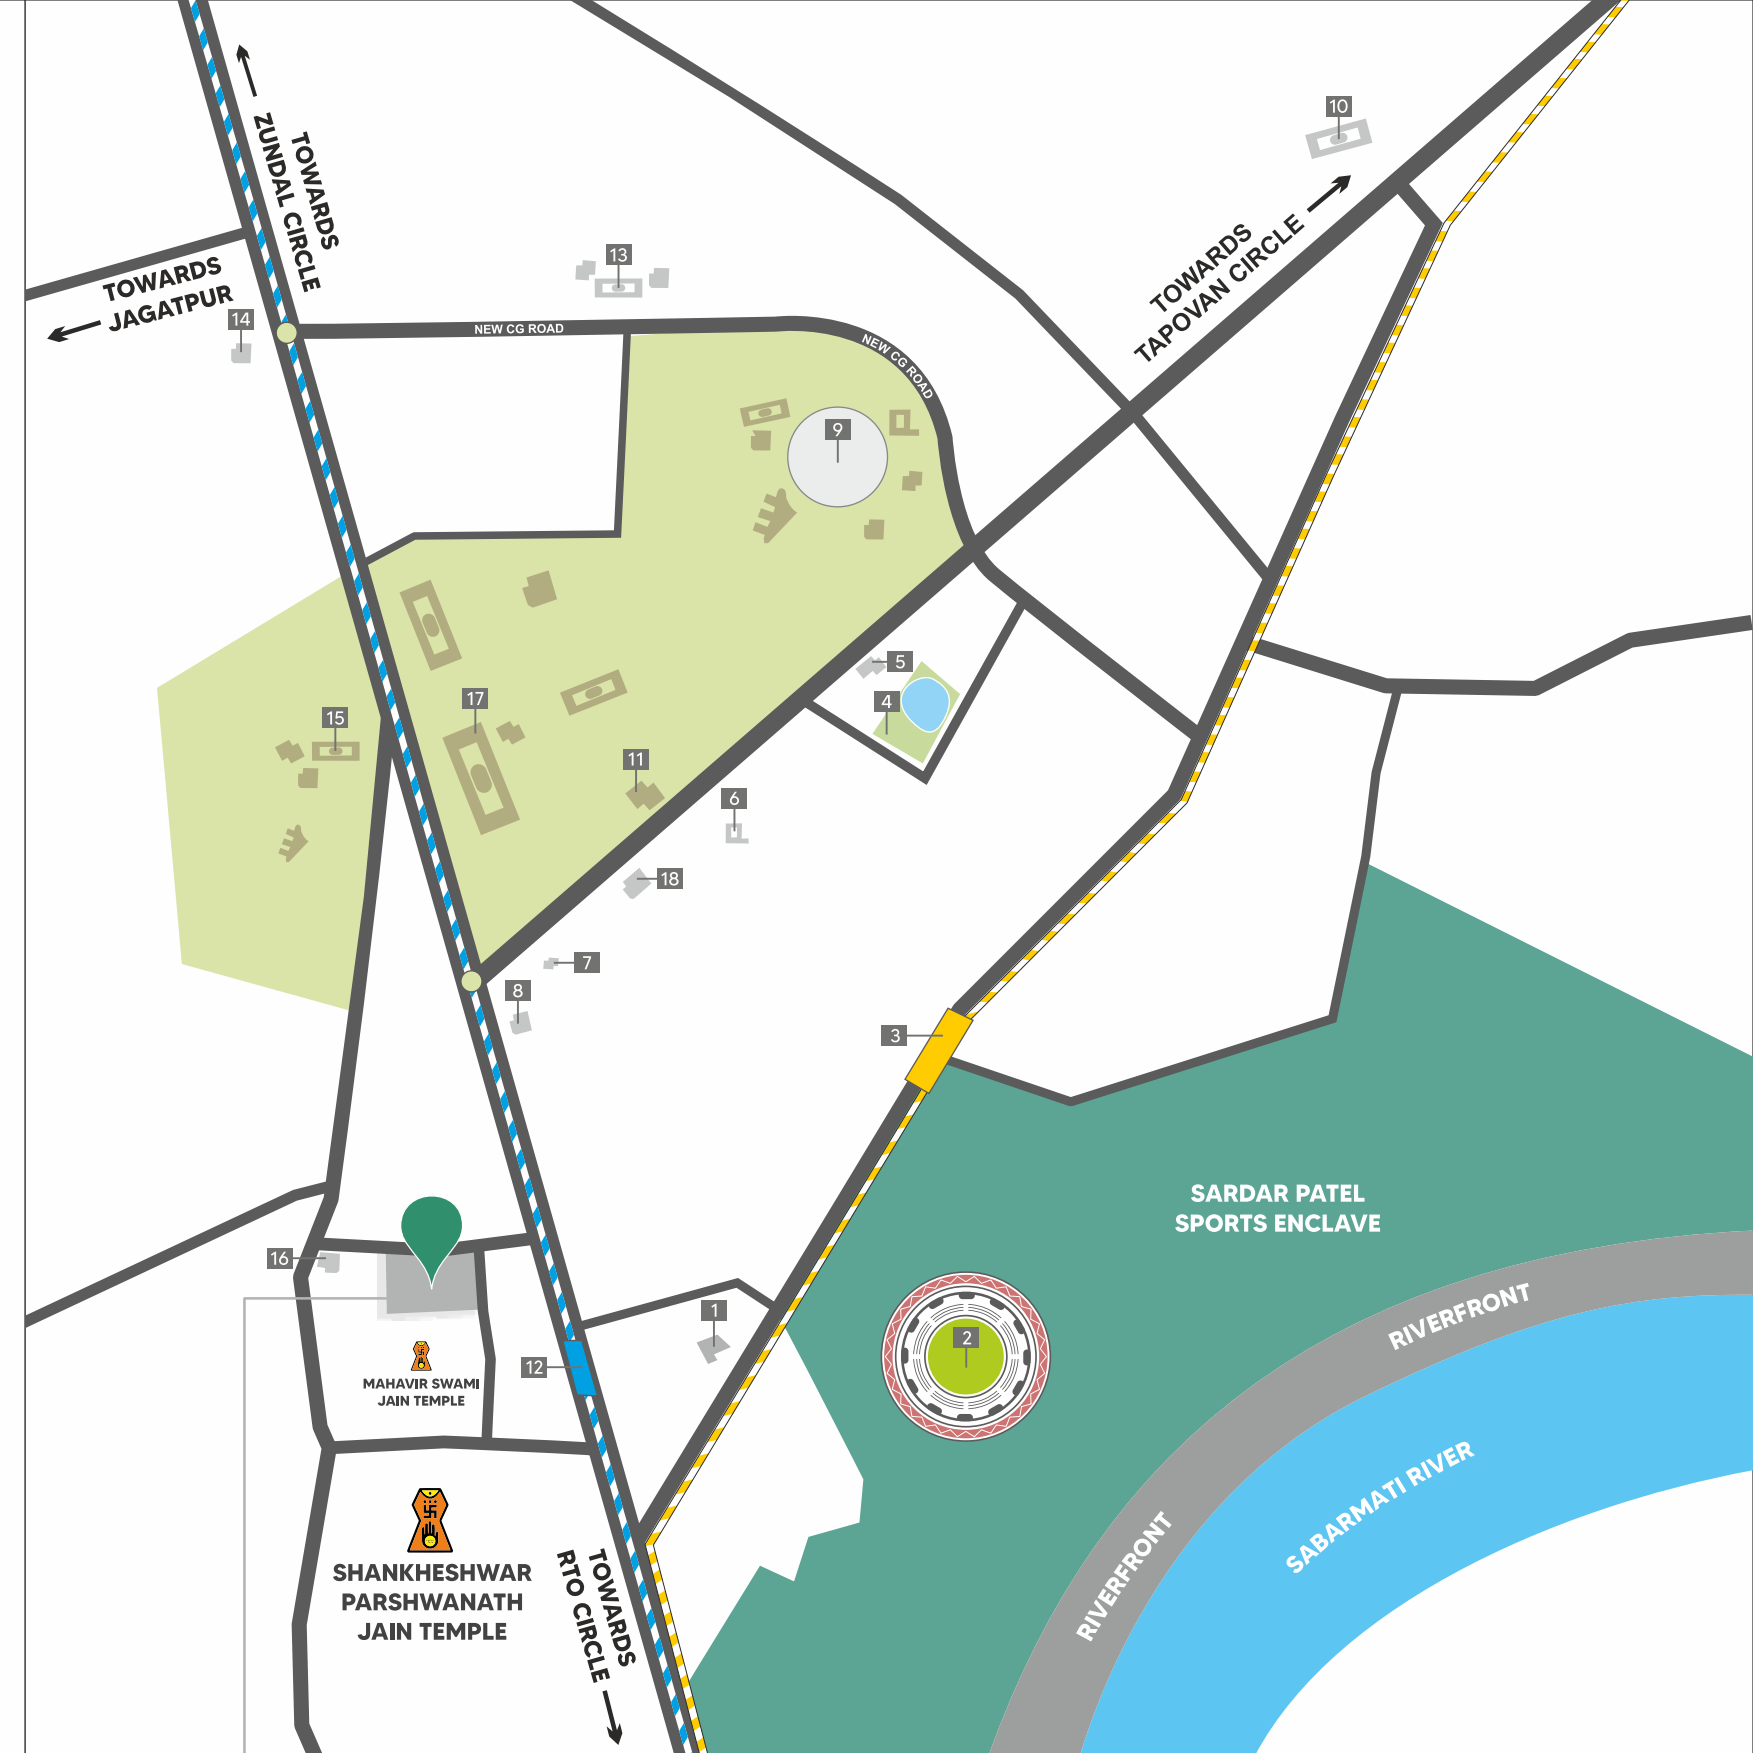 TOWARDS
ZUNDAL CIRCLE
TOWARDS
JAGATPUR
14
13
10
NEW CG ROAD
NEW CG ROAD
TOWARDS
TAPOVAN CIRCLE
9
5
4
17
15
11
6
18
7
8
3
SARDAR PATEL
SPORTS ENCLAVE
16
1
2
12
MAHAVIR SWAMI
JAIN TEMPLE
RIVERFRONT
RIVERFRONT
SABARMATI RIVER
SHANKHESHWAR
PARSHWANATH
JAIN TEMPLE
TOWARDS
RTO CIRCLE